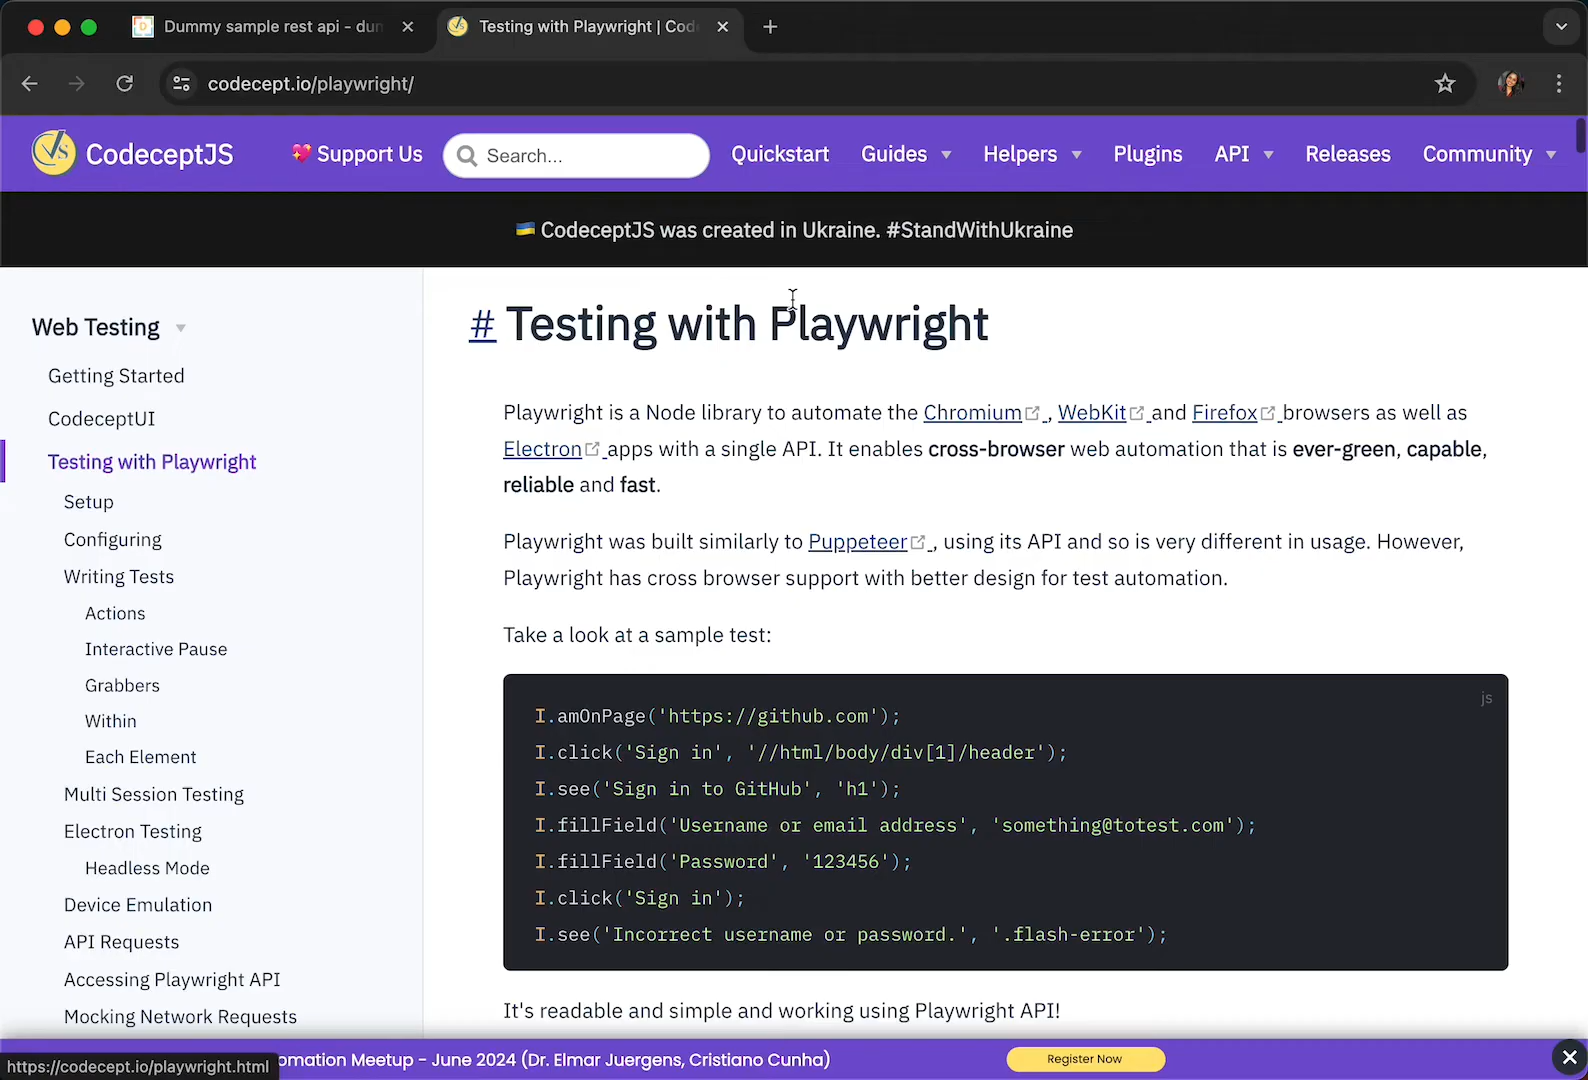 Dummy sample rest api - dum
Testing with Playwright | Cod
codecept.io/playwright/
CodeceptJS
💖 Support Us
Search...
Quickstart
Guides
Helpers
Plugins
API
Releases
Community
🇺🇦 CodeceptJS was created in Ukraine. #StandWithUkraine
Web Testing
Getting Started
CodeceptUI
Testing with Playwright
Setup
Configuring
Writing Tests
Actions
Interactive Pause
Grabbers
Within
Each Element
Multi Session Testing
Electron Testing
Headless Mode
Device Emulation
API Requests
Accessing Playwright API
Mocking Network Requests
# Testing with Playwright
Playwright is a Node library to automate the Chromium, WebKit and Firefox browsers as well as
Electron apps with a single API. It enables cross-browser web automation that is ever-green, capable,
reliable and fast.
Playwright was built similarly to Puppeteer, using its API and so is very different in usage. However,
Playwright has cross browser support with better design for test automation.
Take a look at a sample test:
js
I.amOnPage('https://github.com');
I.click('Sign in', '//html/body/div[1]/header');
I.see('Sign in to GitHub', 'h1');
I.fillField('Username or email address', 'something@totest.com');
I.fillField('Password', '123456');
I.click('Sign in');
I.see('Incorrect username or password.', '.flash-error');
It's readable and simple and working using Playwright API!
https://codecept.io/playwright.html
omation Meetup - June 2024 (Dr. Elmar Juergens, Cristiano Cunha)
Register Now